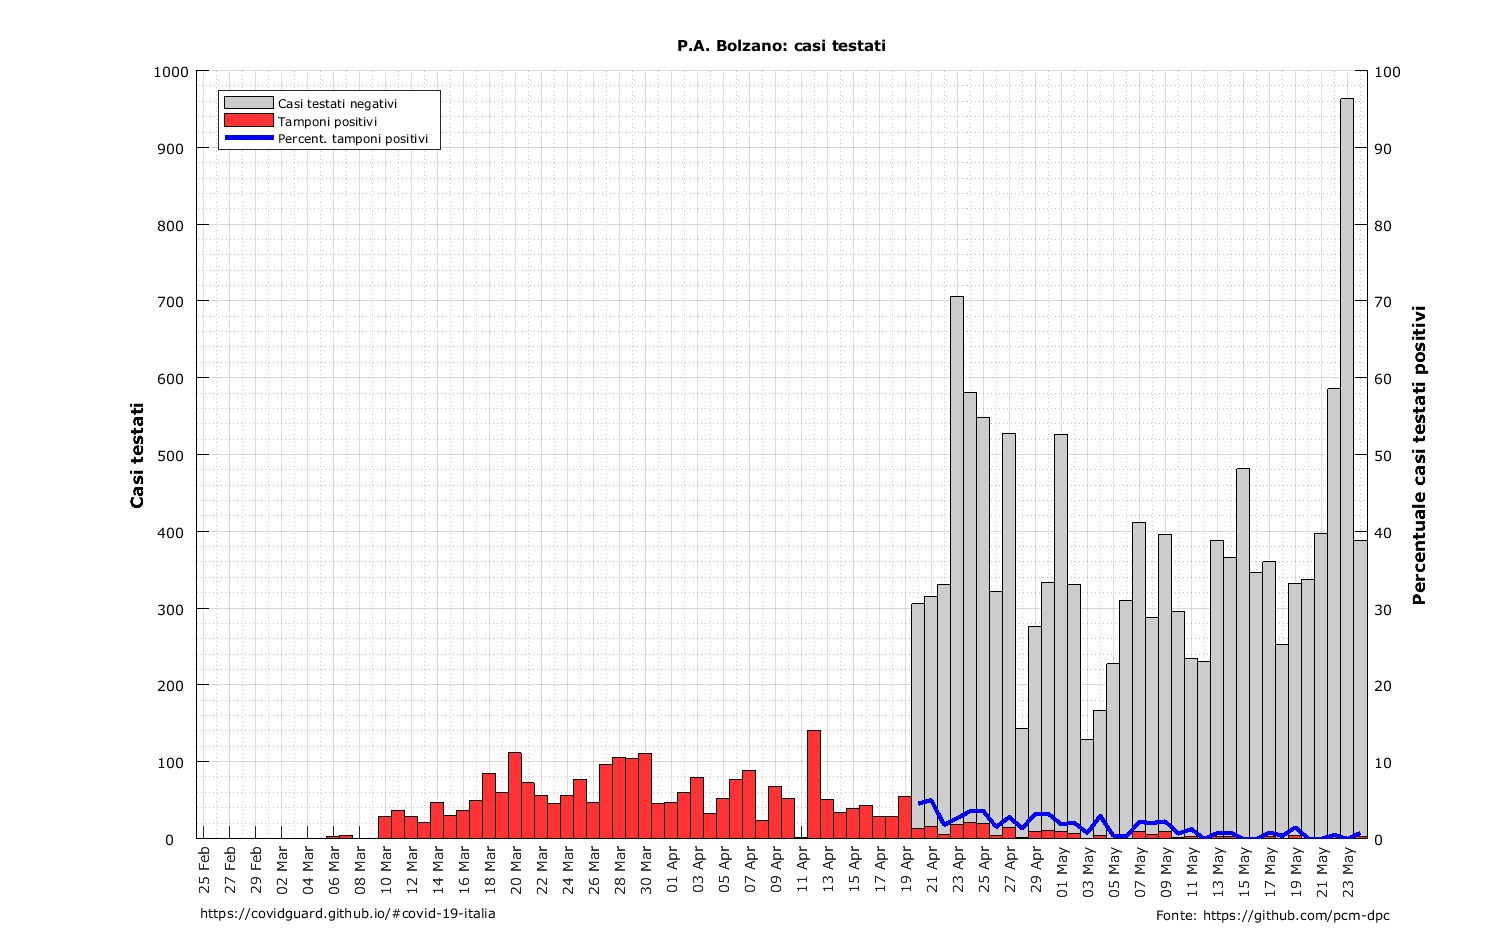 P.A. Bolzano: casi testati
Casi testati negativi
Tamponi positivi
Percent. tamponi positivi
Casi testati
1000
900
800
700
600
500
400
300
200
100
0
100
90
80
70
60
50
40
30
20
10
0
Percentuale casi testati positivi
25 Feb
27 Feb
29 Feb
02 Mar
04 Mar
06 Mar
08 Mar
10 Mar
12 Mar
14 Mar
16 Mar
18 Mar
20 Mar
22 Mar
24 Mar
26 Mar
28 Mar
30 Mar
01 Apr
03 Apr
05 Apr
07 Apr
09 Apr
11 Apr
13 Apr
15 Apr
17 Apr
19 Apr
21 Apr
23 Apr
25 Apr
27 Apr
29 Apr
01 May
03 May
05 May
07 May
09 May
11 May
13 May
15 May
17 May
19 May
21 May
23 May
https://covidguard.github.io/#covid-19-italia
Fonte: https://github.com/pcm-dpc